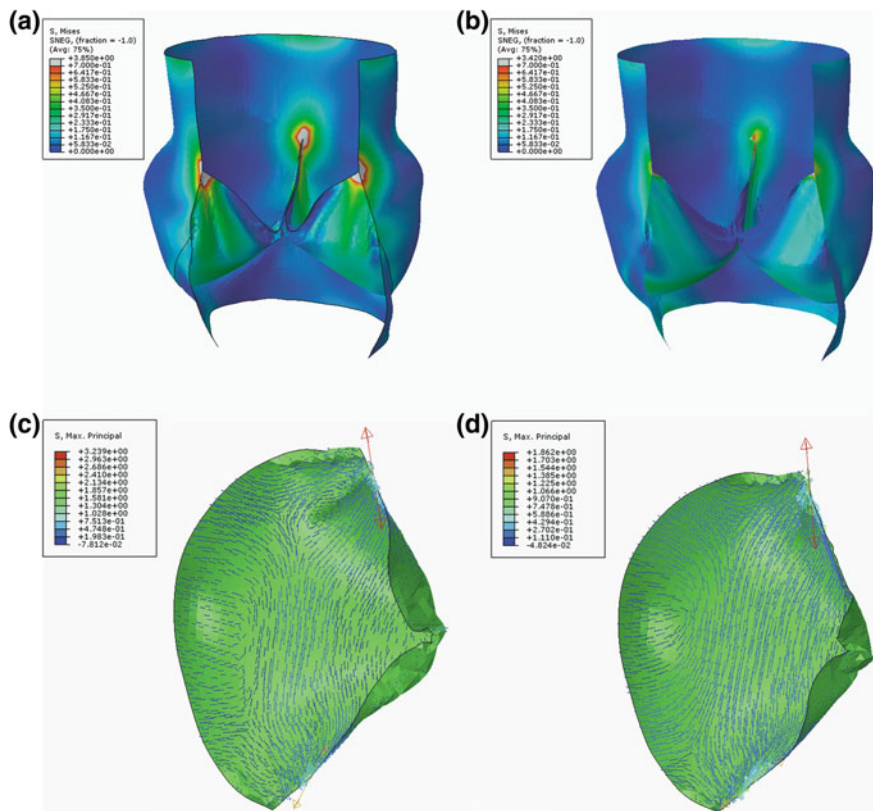 (a)
S, Mises
SNEG, (fraction = -1.0)
(Avg: 75%)
+3.850e+00
+7.000e-01
+6.417e-01
+5.833e-01
+5.250e-01
+4.667e-01
+4.083e-01
+3.500e-01
+2.917e-01
+2.333e-01
+1.750e-01
+1.167e-01
+5.833e-02
+0.000e+00
(b)
S, Mises
SNEG, (fraction = -1.0)
(Avg: 75%)
+3.420e+00
+7.000e-01
+6.417e-01
+5.833e-01
+5.250e-01
+4.667e-01
+4.083e-01
+3.500e-01
+2.917e-01
+2.333e-01
+1.750e-01
+1.167e-01
+5.833e-02
+0.000e+00
(c)
S, Max. Principal
+3.239e+00
+2.963e+00
+2.686e+00
+2.410e+00
+2.134e+00
+1.857e+00
+1.581e+00
+1.304e+00
+1.028e+00
+7.513e-01
+4.748e-01
+1.983e-01
-7.812e-02
(d)
S, Max. Principal
+1.862e+00
+1.703e+00
+1.544e+00
+1.385e+00
+1.225e+00
+1.066e+00
+9.070e-01
+7.478e-01
+5.886e-01
+4.294e-01
+2.702e-01
+1.110e-01
-4.824e-02